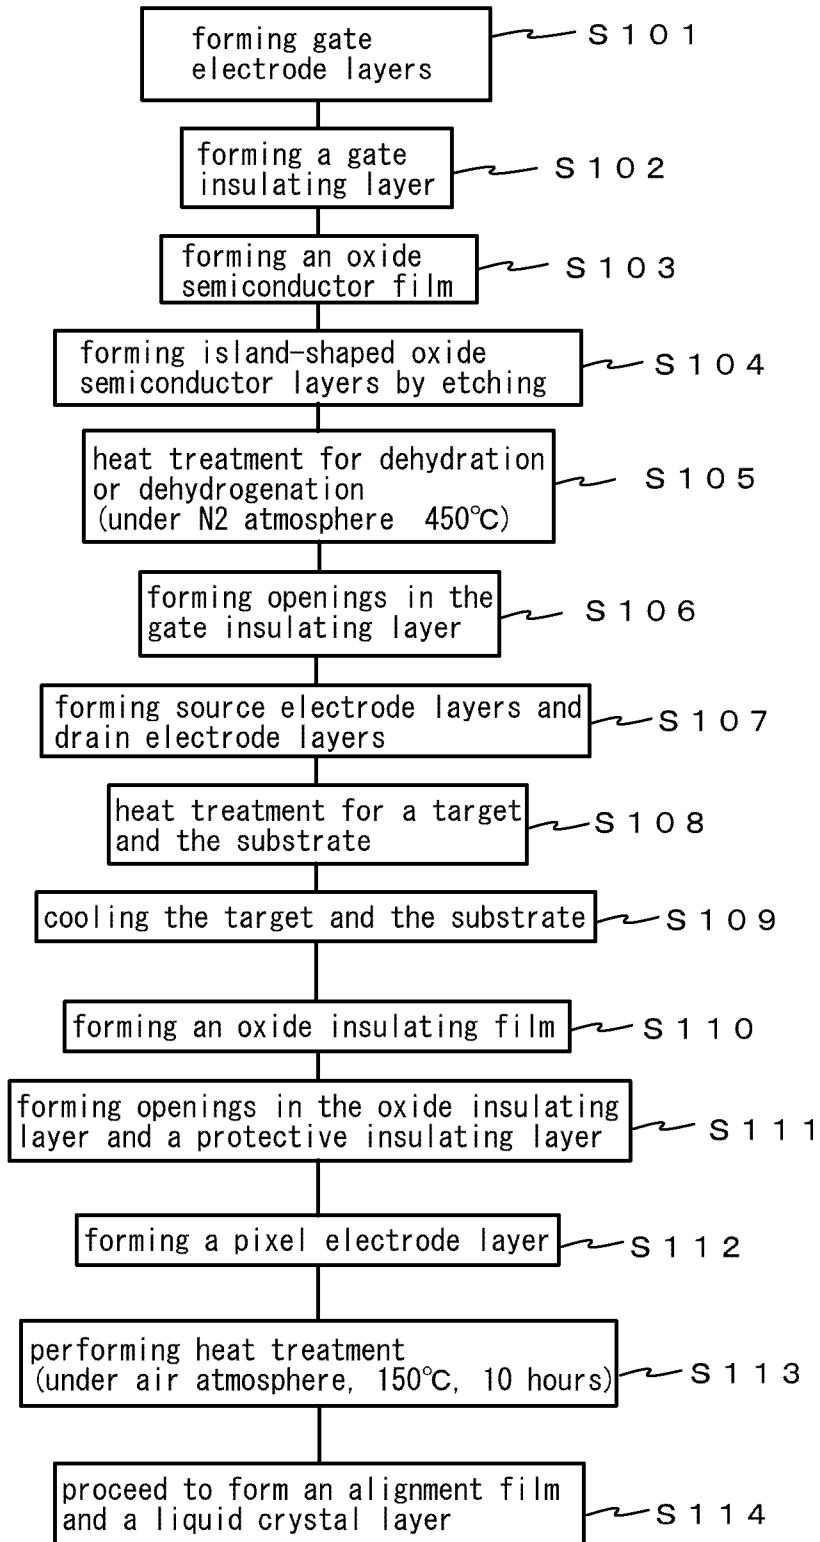 forming gate
electrode layers
S101
forming a gate
insulating layer
S102
forming an oxide
semiconductor film
S103
forming island-shaped oxide
semiconductor layers by etching
S104
heat treatment for dehydration
or dehydrogenation
(under N2 atmosphere 450℃)
S105
forming openings in the
gate insulating layer
S106
forming source electrode layers and
drain electrode layers
S107
heat treatment for a target
and the substrate
S108
cooling the target and the substrate
S109
forming an oxide insulating film
S110
forming openings in the oxide insulating
layer and a protective insulating layer
S111
forming a pixel electrode layer
S112
performing heat treatment
(under air atmosphere, 150℃, 10 hours)
S113
proceed to form an alignment film
and a liquid crystal layer
S114